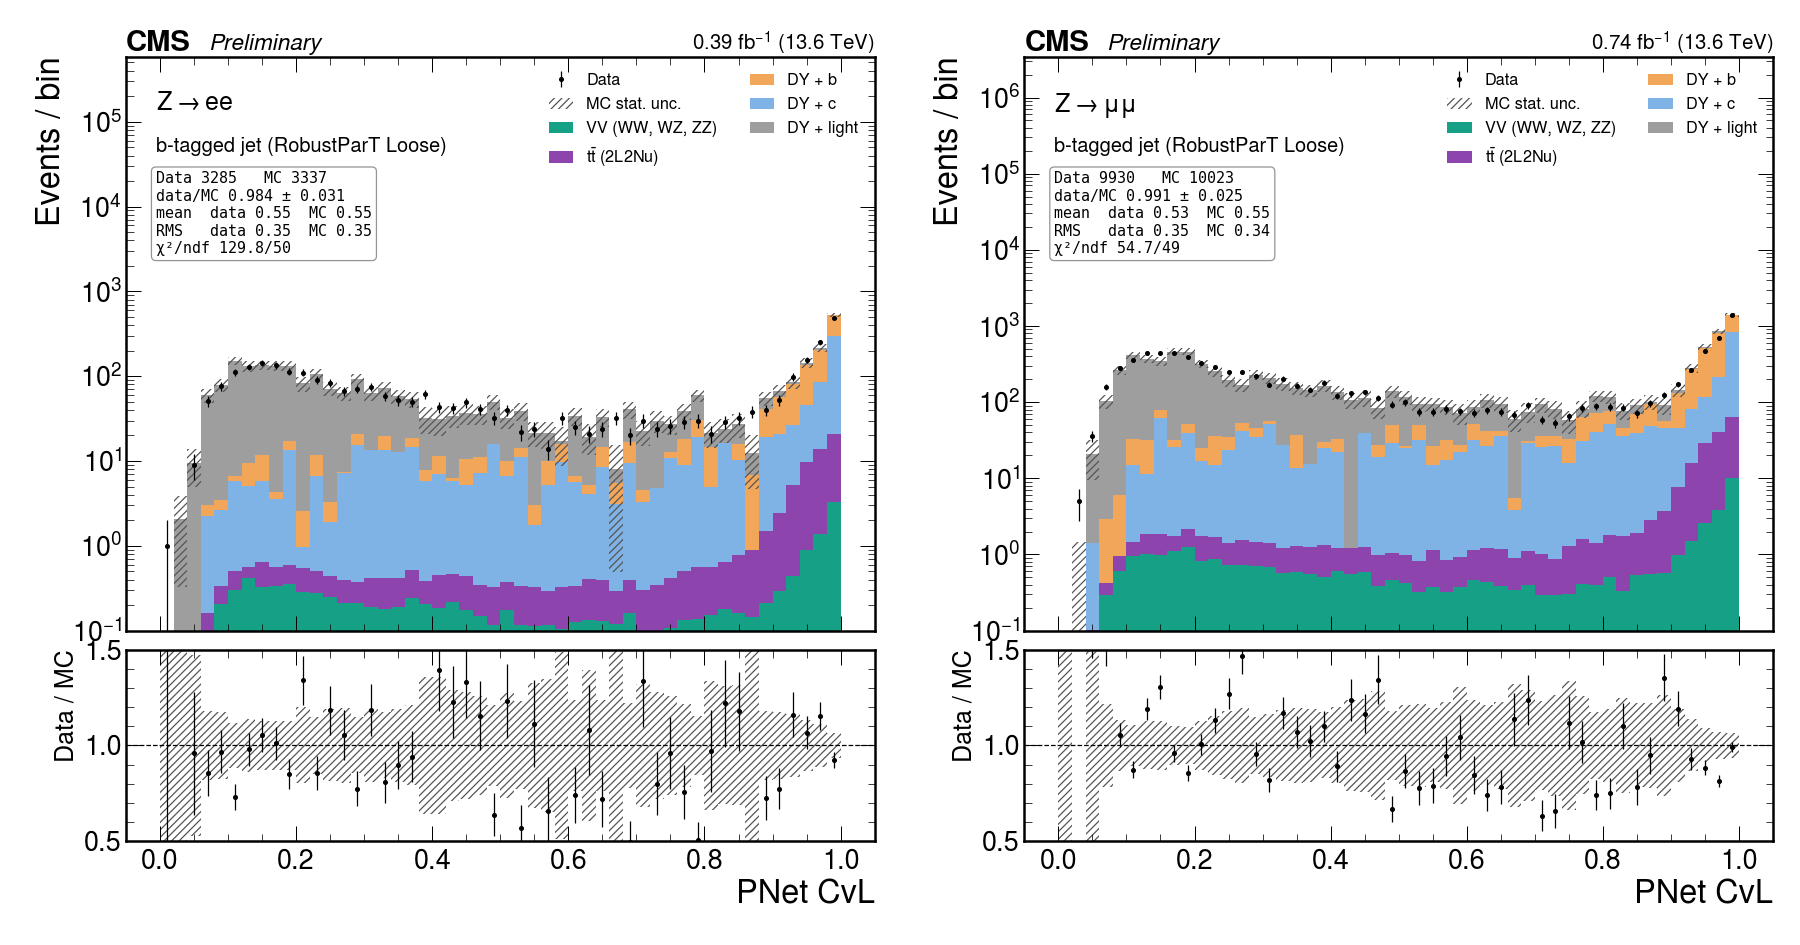 CMS Preliminary 0.39 fb⁻¹ (13.6 TeV)
Events / bin
Z → ee
b-tagged jet (RobustParT Loose)
Data 3285 MC 3337
data/MC 0.984 ± 0.031
mean data 0.55 MC 0.55
RMS data 0.35 MC 0.35
χ²/ndf 129.8/50
Data
MC stat. unc.
VV (WW, WZ, ZZ)
tt̄ (2L2Nu)
DY + b
DY + c
DY + light
10⁵
10⁴
10³
10²
10¹
10⁰
10⁻¹
Data / MC
1.5
1.0
0.5
0.0 0.2 0.4 0.6 0.8 1.0
PNet CvL
CMS Preliminary 0.74 fb⁻¹ (13.6 TeV)
Events / bin
Z → μμ
b-tagged jet (RobustParT Loose)
Data 9930 MC 10023
data/MC 0.991 ± 0.025
mean data 0.53 MC 0.55
RMS data 0.35 MC 0.34
χ²/ndf 54.7/49
Data
MC stat. unc.
VV (WW, WZ, ZZ)
tt̄ (2L2Nu)
DY + b
DY + c
DY + light
10⁶
10⁵
10⁴
10³
10²
10¹
10⁰
10⁻¹
Data / MC
1.5
1.0
0.5
0.0 0.2 0.4 0.6 0.8 1.0
PNet CvL